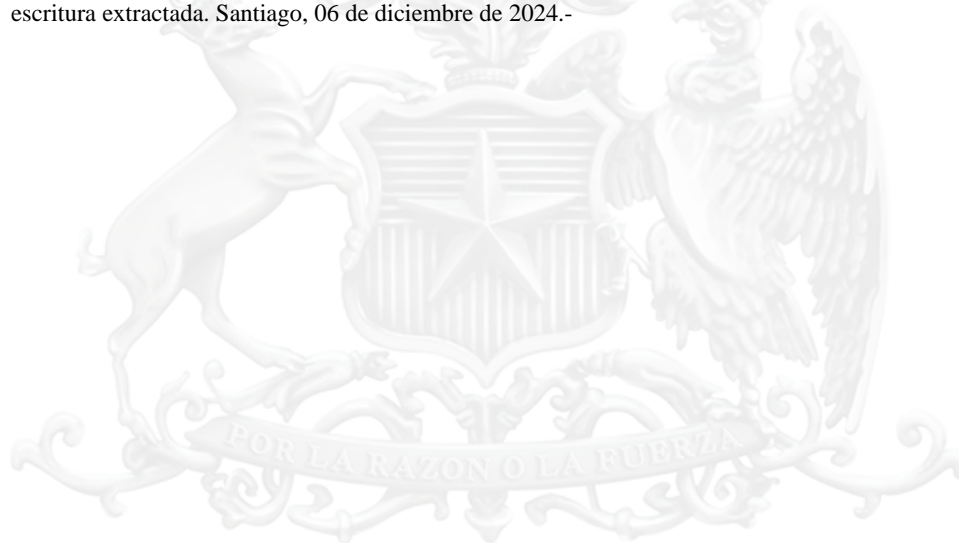 escritura extractada. Santiago, 06 de diciembre de 2024.-
POR LA RAZON O LA FUERZA